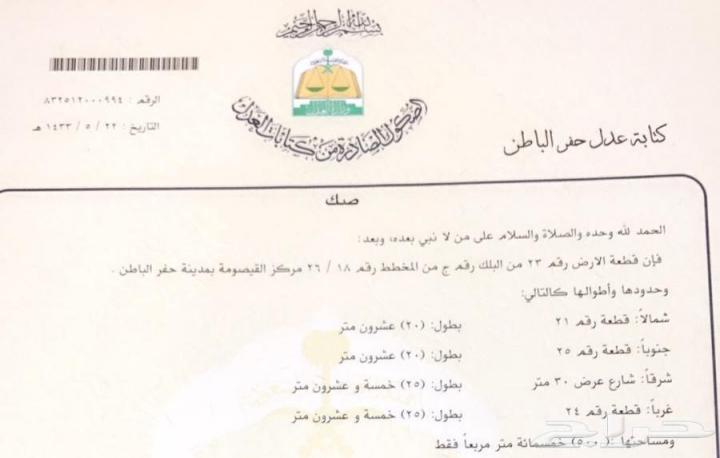 بسم الله الرحمن الرحيم
وزارة العدل
الصكوك الصادرة من كتابات العدل
الرقم : ٨٣٢٥١٢٠٠٠٩٩٤
التاريخ : ٢٢ / ٥ / ١٤٣٣ هـ
كتابة عدل حفر الباطن
صك
الحمد لله وحده والصلاة والسلام على من لا نبي بعده، وبعد:
فإن قطعة الارض رقم ٢٣ من البلك رقم ج من المخطط رقم ١٨ / ٢٦ مركز القيصومة بمدينة حفر الباطن .
وحدودها وأطوالها كالتالي:
شمالاً: قطعة رقم ٢١ بطول: (٢٠) عشرون متر
جنوباً: قطعة رقم ٢٥ بطول: (٢٠) عشرون متر
شرقاً: شارع عرض ٣٠ متر بطول: (٢٥) خمسة و عشرون متر
غرباً: قطعة رقم ٢٤ بطول: (٢٥) خمسة و عشرون متر
ومساحتها: (٥٠٠) خمسمائة متر مربعاً فقط
حراج